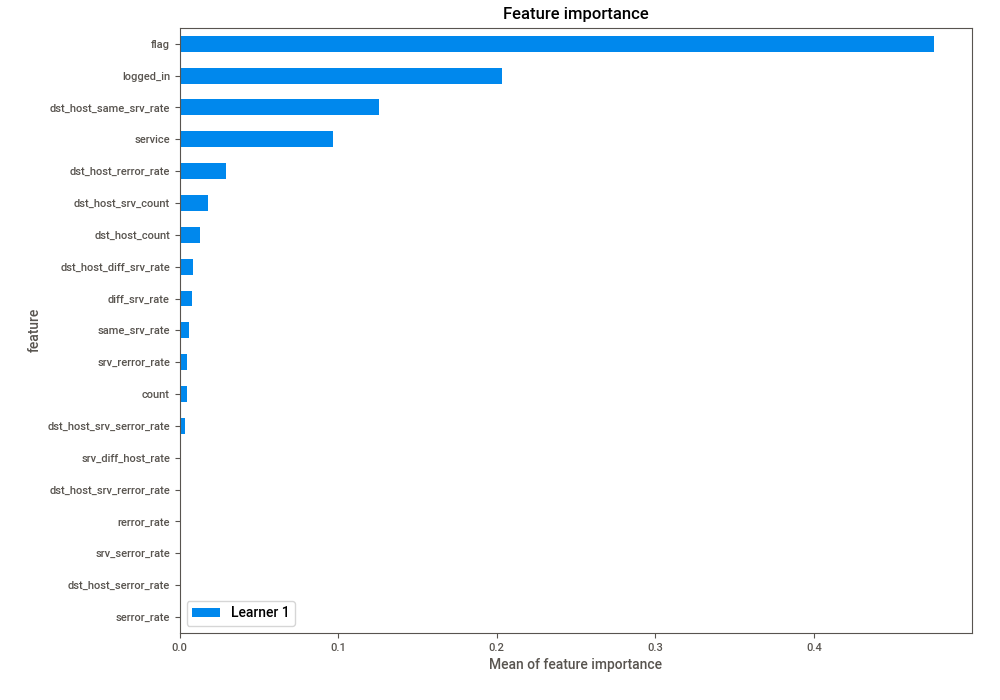 Feature importance
flag
logged_in
dst_host_same_srv_rate
service
dst_host_rerror_rate
dst_host_srv_count
dst_host_count
dst_host_diff_srv_rate
diff_srv_rate
same_srv_rate
srv_rerror_rate
count
dst_host_srv_serror_rate
srv_diff_host_rate
dst_host_srv_rerror_rate
rerror_rate
srv_serror_rate
dst_host_serror_rate
serror_rate
feature
Learner 1
0.0 0.1 0.2 0.3 0.4
Mean of feature importance